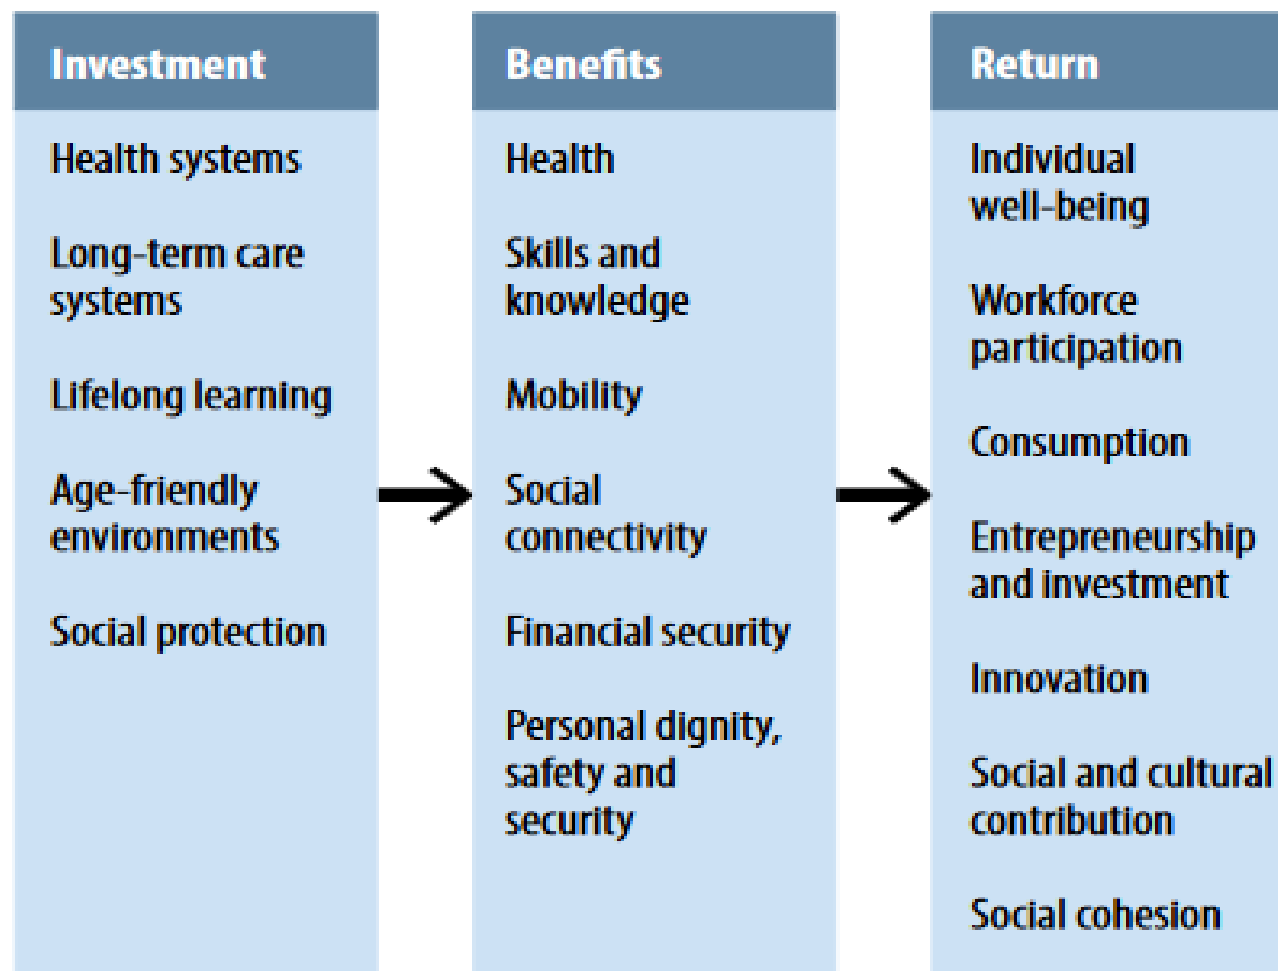 Investment
Health systems
Long-term care
systems
Lifelong learning
Age-friendly
environments
Social protection
Benefits
Health
Skills and
knowledge
Mobility
Social
connectivity
Financial security
Personal dignity,
safety and
security
Return
Individual
well-being
Workforce
participation
Consumption
Entrepreneurship
and investment
Innovation
Social and cultural
contribution
Social cohesion